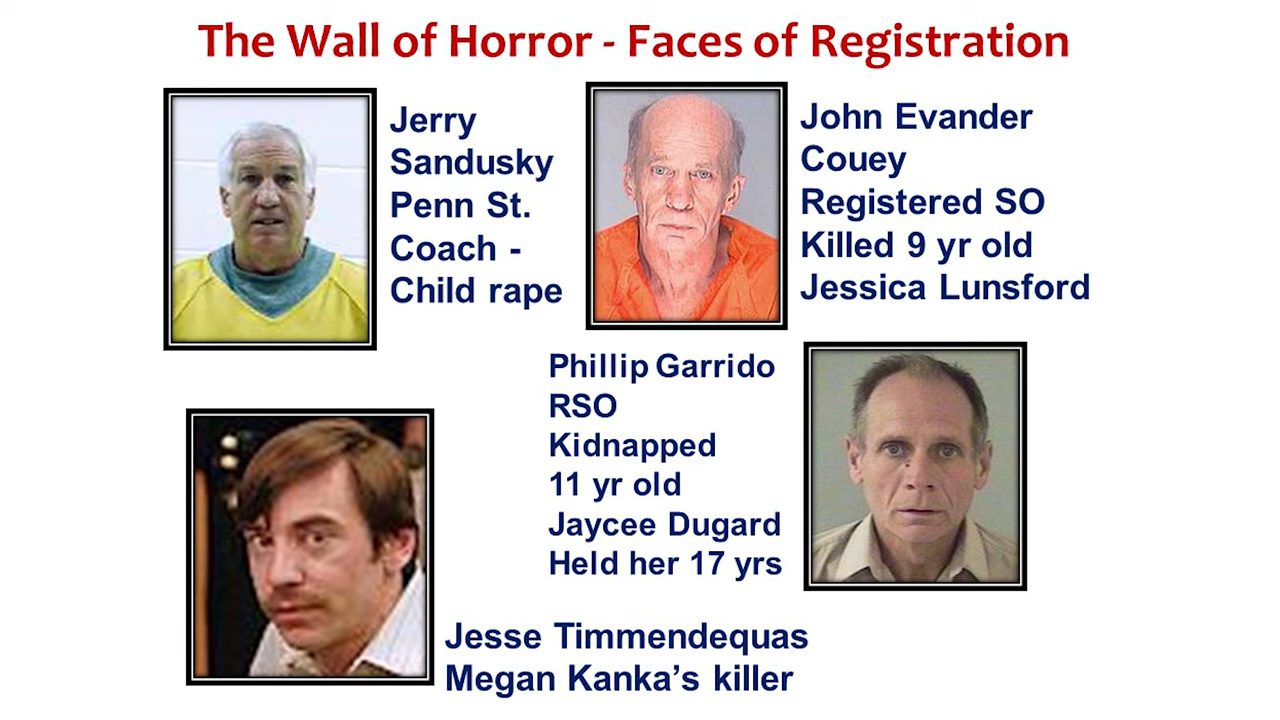 The Wall of Horror - Faces of Registration
Jerry
Sandusky
Penn St.
Coach -
Child rape
John Evander
Couey
Registered SO
Killed 9 yr old
Jessica Lunsford
Phillip Garrido
RSO
Kidnapped
11 yr old
Jaycee Dugard
Held her 17 yrs
Jesse Timmendequas
Megan Kanka’s killer